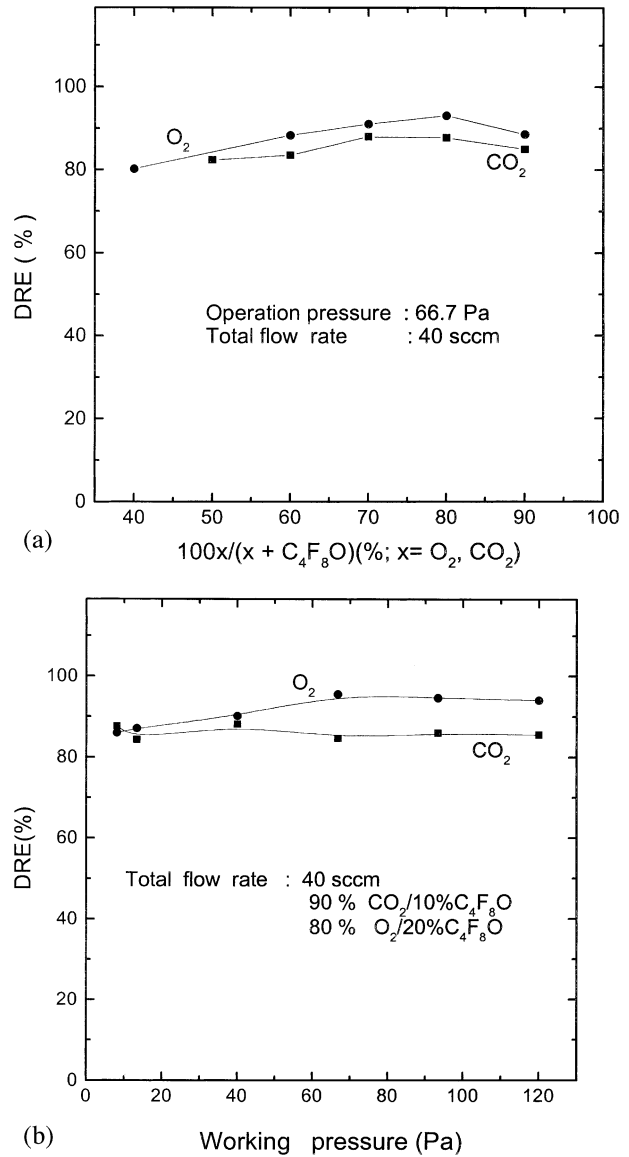 100
80
60
40
20
0
DRE ( % )
O₂
CO₂
Operation pressure : 66.7 Pa
Total flow rate : 40 sccm
40 50 60 70 80 90 100
(a)
100x/(x + C₄F₈O)(%; x= O₂, CO₂)
100
80
60
40
20
0
DRE(%)
O₂
CO₂
Total flow rate : 40 sccm
90 % CO₂/10%C₄F₈O
80 % O₂/20%C₄F₈O
0 20 40 60 80 100 120
(b)
Working pressure (Pa)